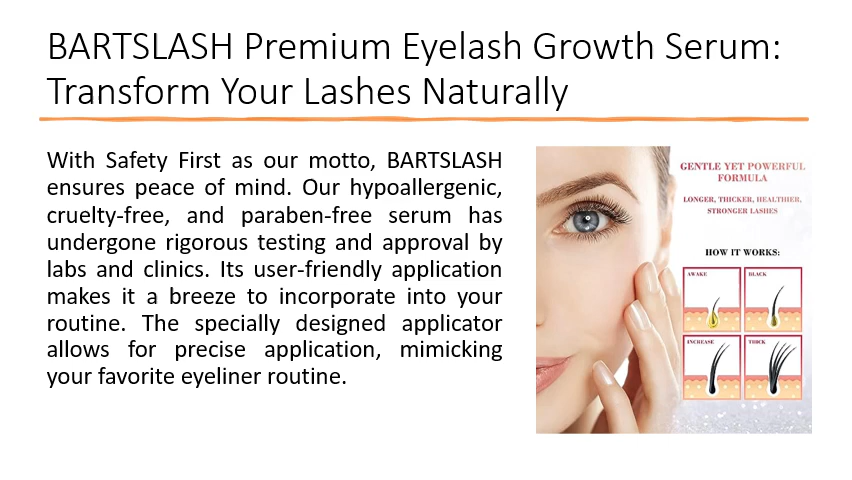 BARTSLASH Premium Eyelash Growth Serum:
Transform Your Lashes Naturally
With Safety First as our motto, BARTSLASH
ensures peace of mind. Our hypoallergenic,
cruelty-free, and paraben-free serum has
undergone rigorous testing and approval by
labs and clinics. Its user-friendly application
makes it a breeze to incorporate into your
routine. The specially designed applicator
allows for precise application, mimicking
your favorite eyeliner routine.
GENTLE YET POWERFUL
FORMULA
LONGER, THICKER, HEALTHIER,
STRONGER LASHES
HOW IT WORKS:
AWAKE
BLACK
INCREASE
THICK